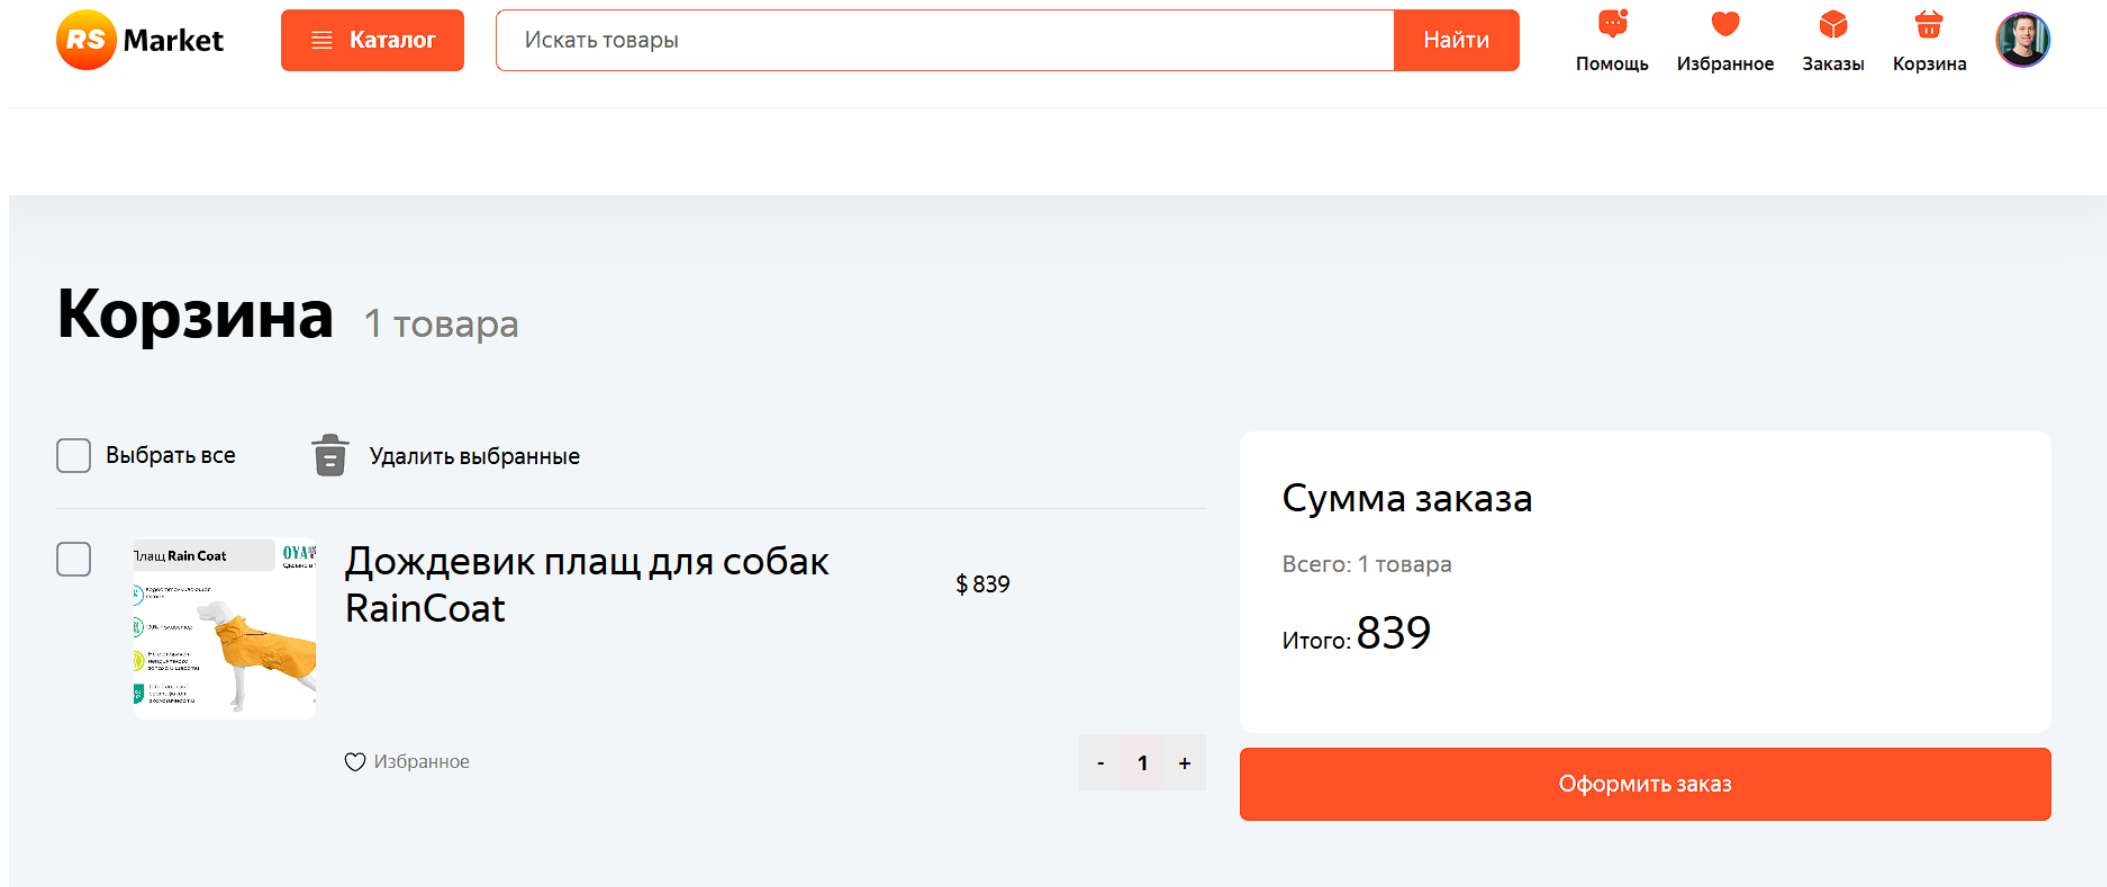 RS Market
Каталог
Искать товары
Найти
Помощь
Избранное
Заказы
Корзина
Корзина 1 товара
Выбрать все
Удалить выбранные
Плащ Rain Coat
Дождевик плащ для собак
RainCoat
$ 839
Избранное
- 1 +
Сумма заказа
Всего: 1 товара
Итого: 839
Оформить заказ